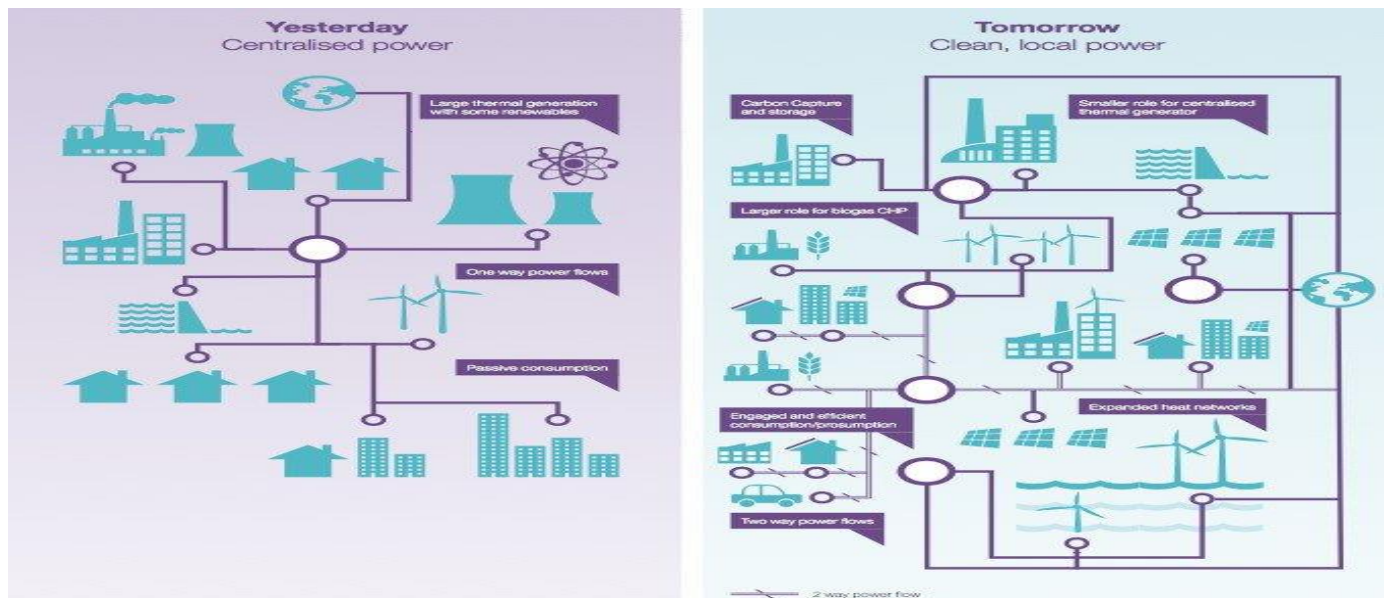 Yesterday
Centralised power
Large thermal generation
with some renewables
One way power flows
Passive consumption
Tomorrow
Clean, local power
Carbon Capture
and storage
Smaller role for centralised
thermal generator
Larger role for biogas CHP
Engaged and efficient
consumption/prosumption
Expanded heat networks
Two way power flows
2 way power flow